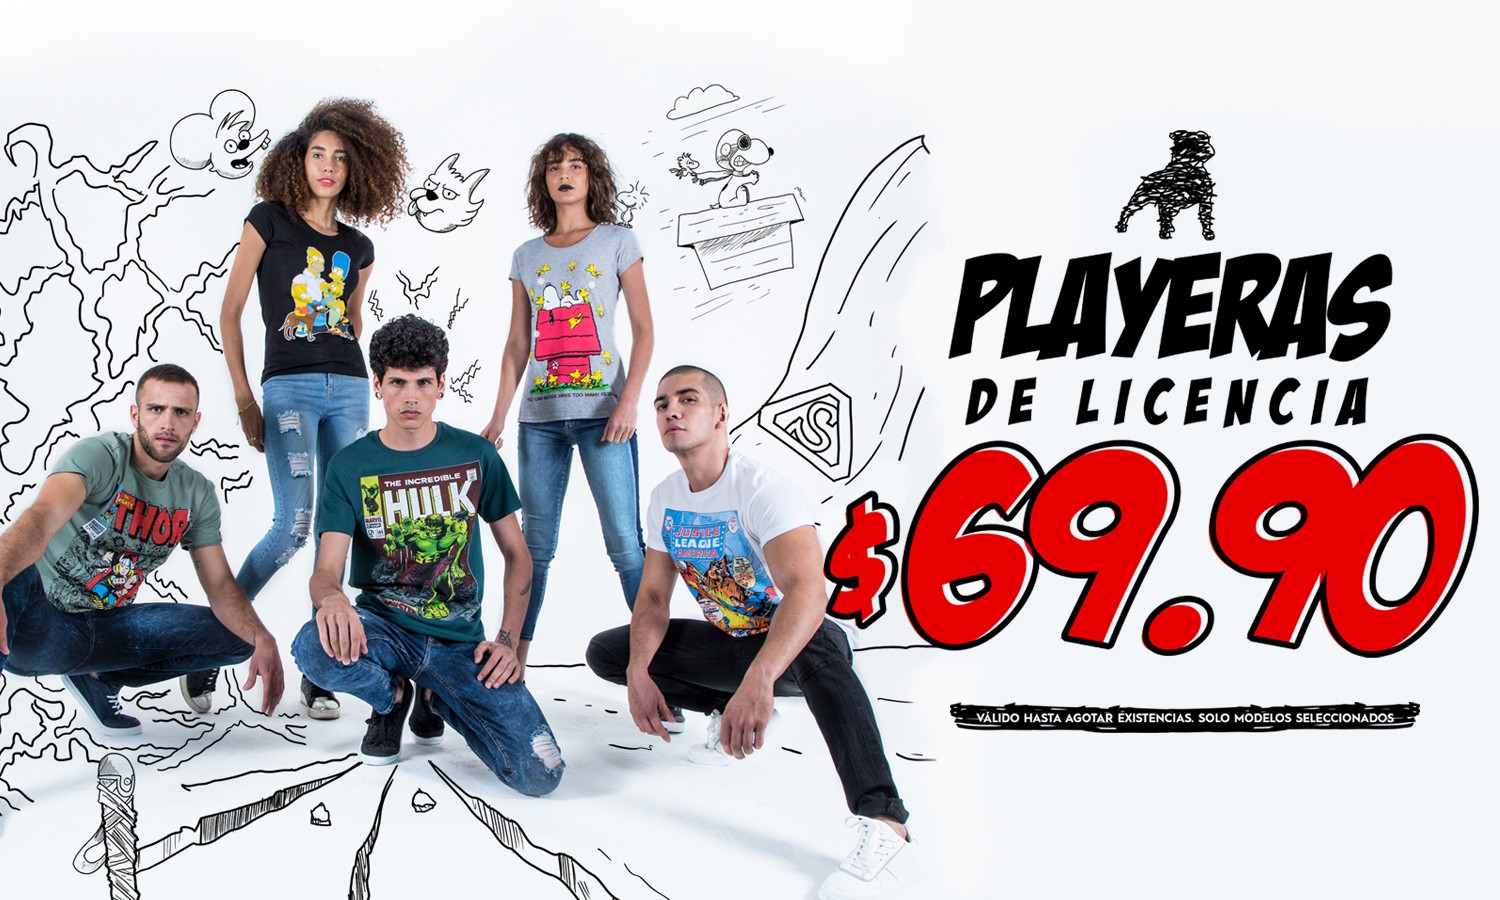 PLAYERAS
DE LICENCIA
$69.90
VÁLIDO HASTA AGOTAR EXISTENCIAS. SOLO MODELOS SELECCIONADOS
THOR
THE INCREDIBLE
HULK
JUSTICE
LEAGUE
AMERICA
S